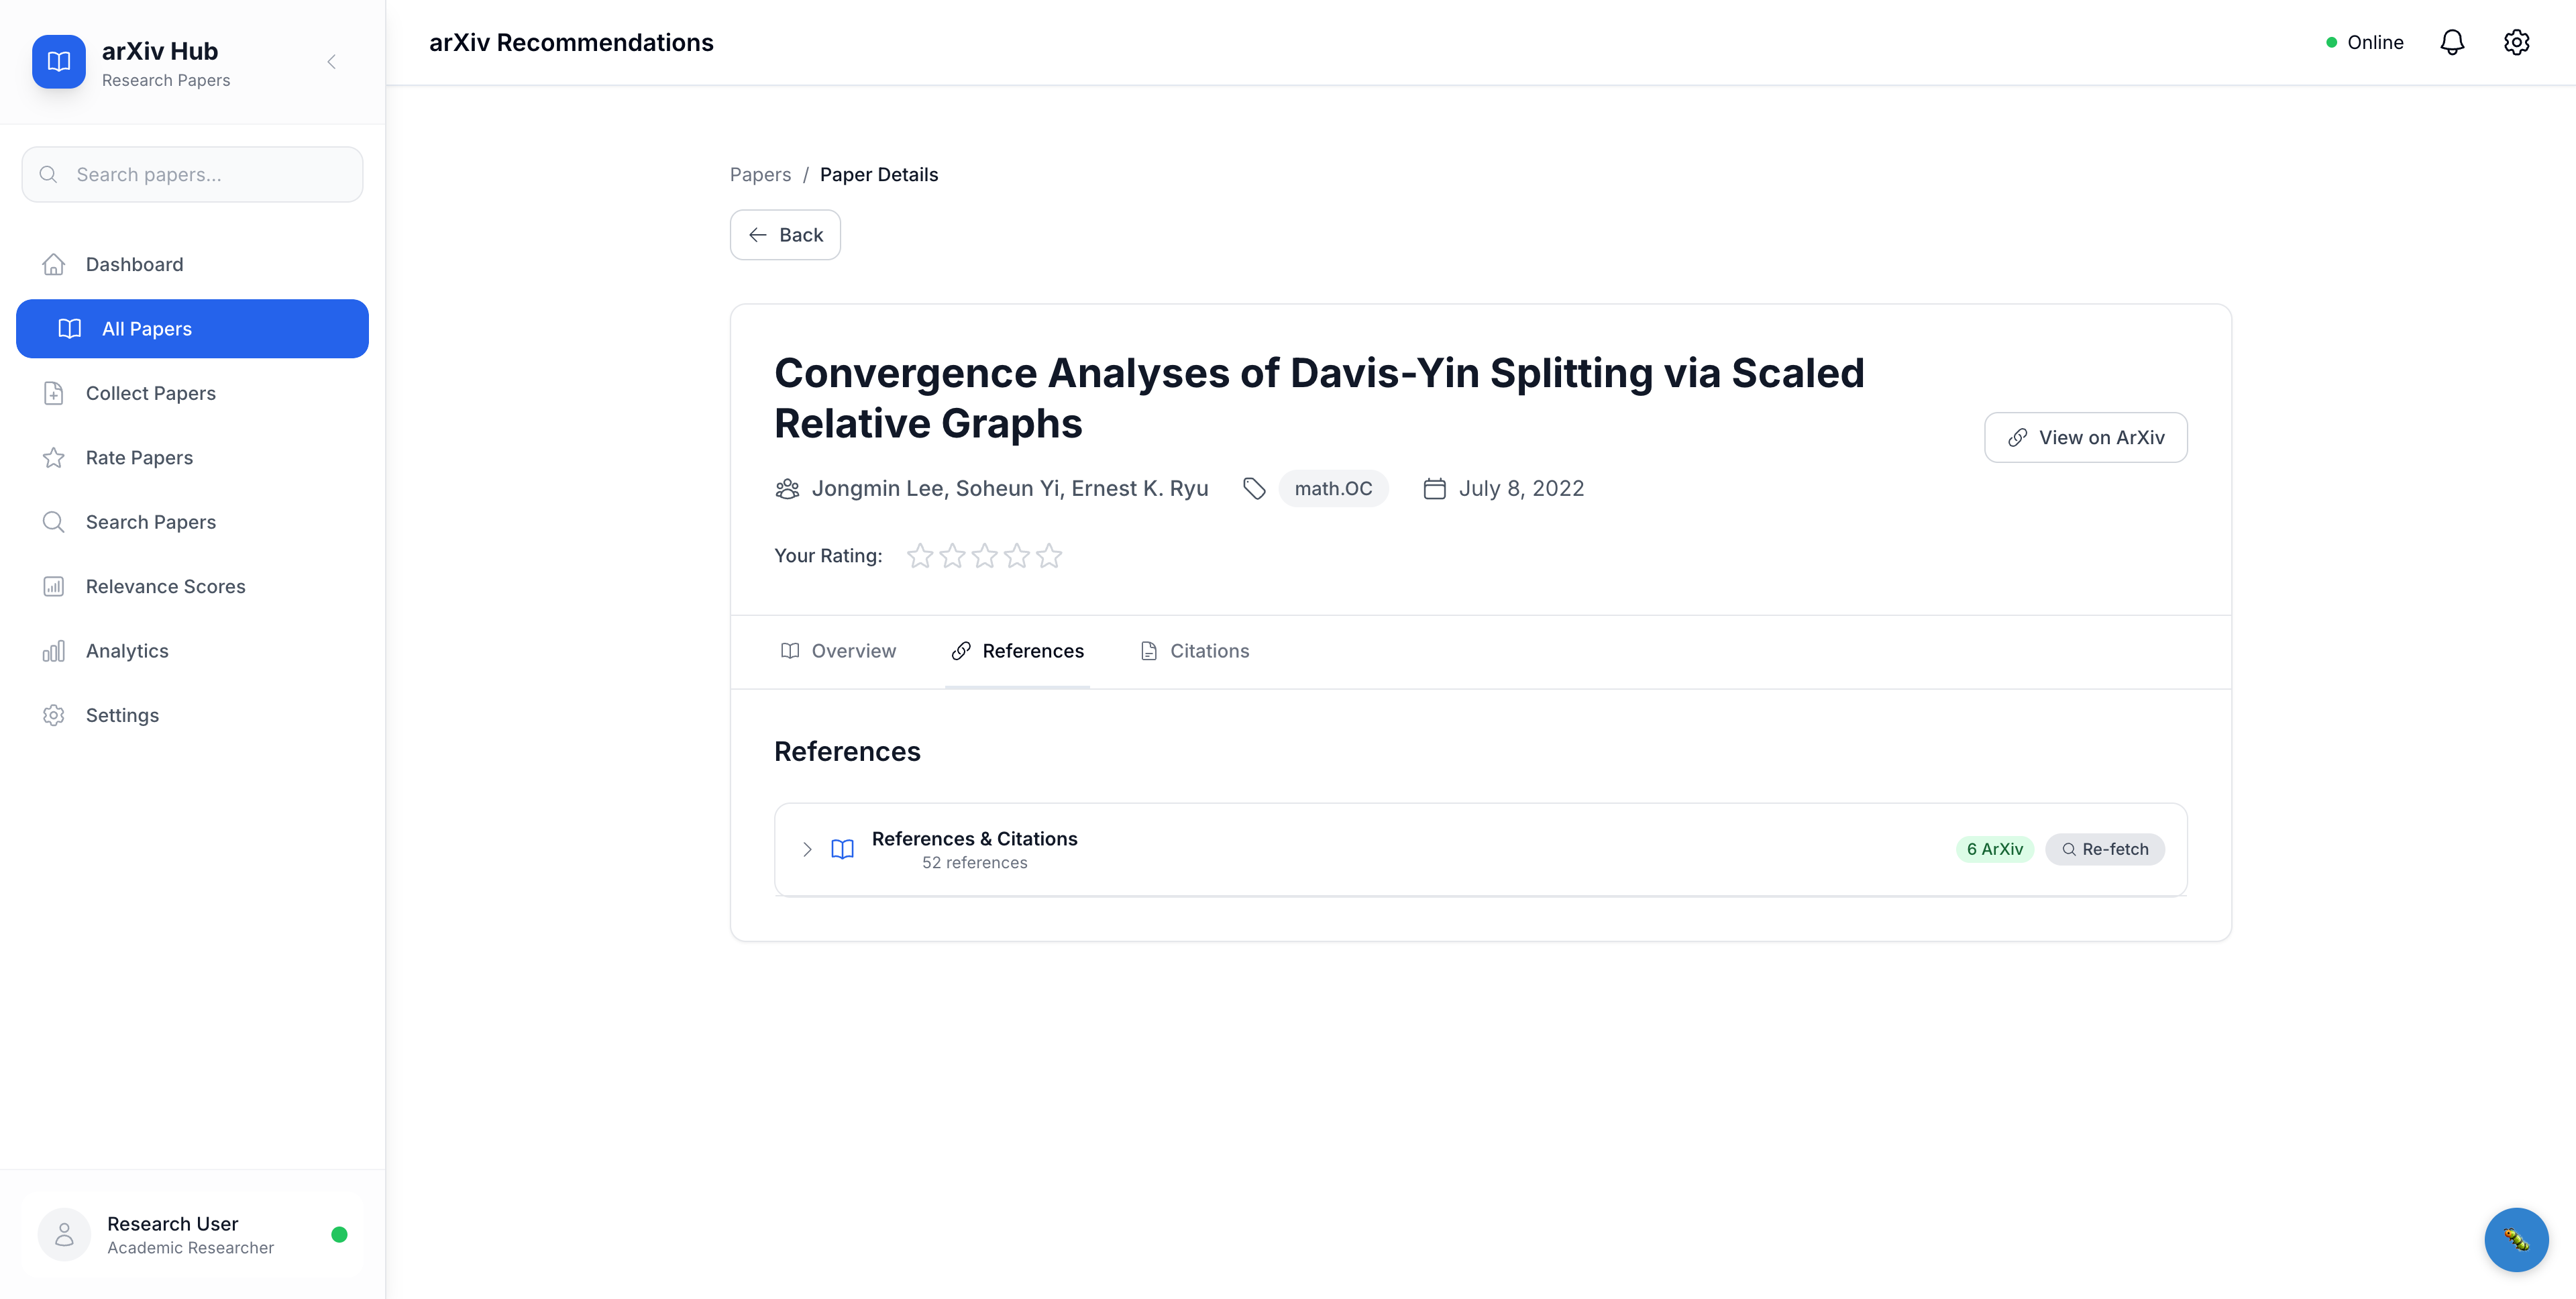 arXiv Hub
Research Papers
Search papers...
Dashboard
All Papers
Collect Papers
Rate Papers
Search Papers
Relevance Scores
Analytics
Settings
Research User
Academic Researcher
arXiv Recommendations
Online
Papers / Paper Details
Back
Convergence Analyses of Davis-Yin Splitting via Scaled
Relative Graphs
View on ArXiv
Jongmin Lee, Soheun Yi, Ernest K. Ryu
math.OC
July 8, 2022
Your Rating:
Overview
References
Citations
References
References & Citations
52 references
6 ArXiv
Re-fetch